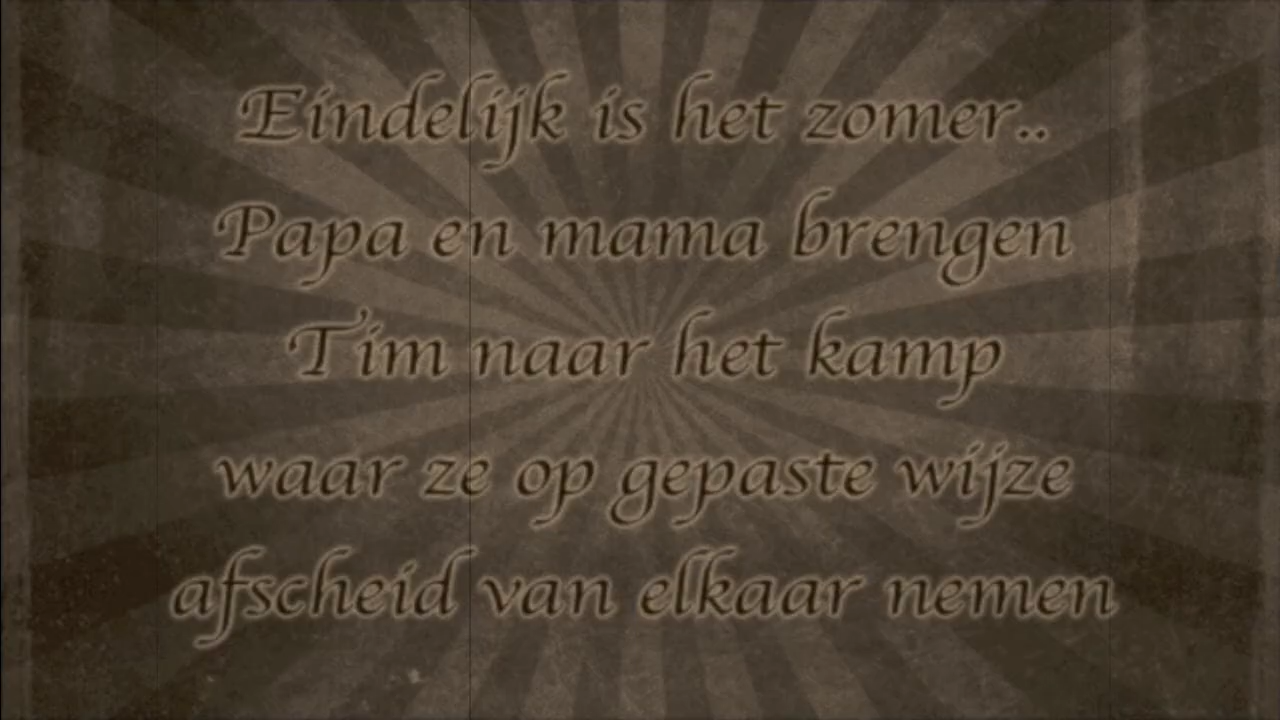 Eindelijk is het zomer..
Papa en mama brengen
Tim naar het kamp
waar ze op gepaste wijze
afscheid van elkaar nemen